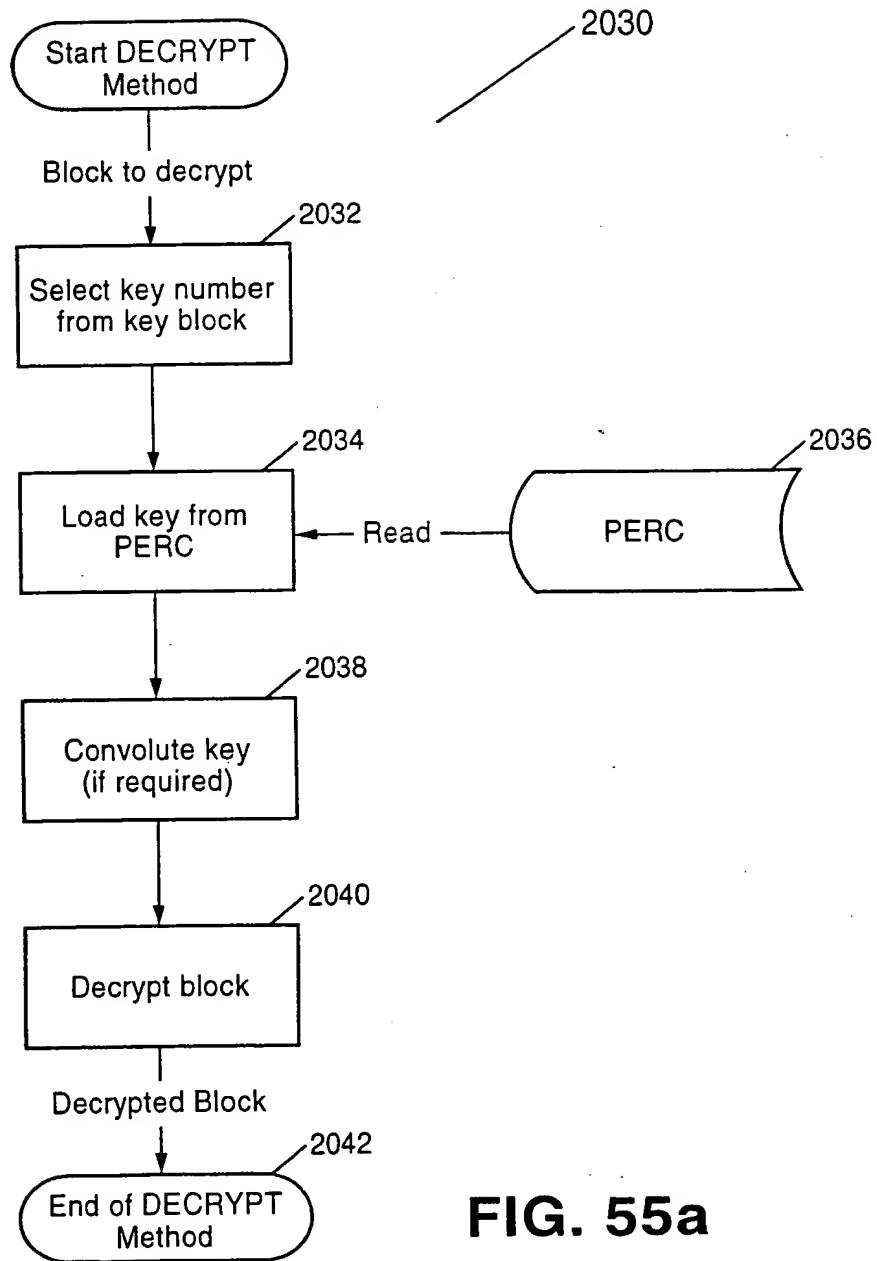 2030
Start DECRYPT
Method
Block to decrypt
2032
Select key number
from key block
2034
Load key from
PERC
Read
2036
PERC
2038
Convolute key
(if required)
2040
Decrypt block
Decrypted Block
2042
End of DECRYPT
Method
FIG. 55a